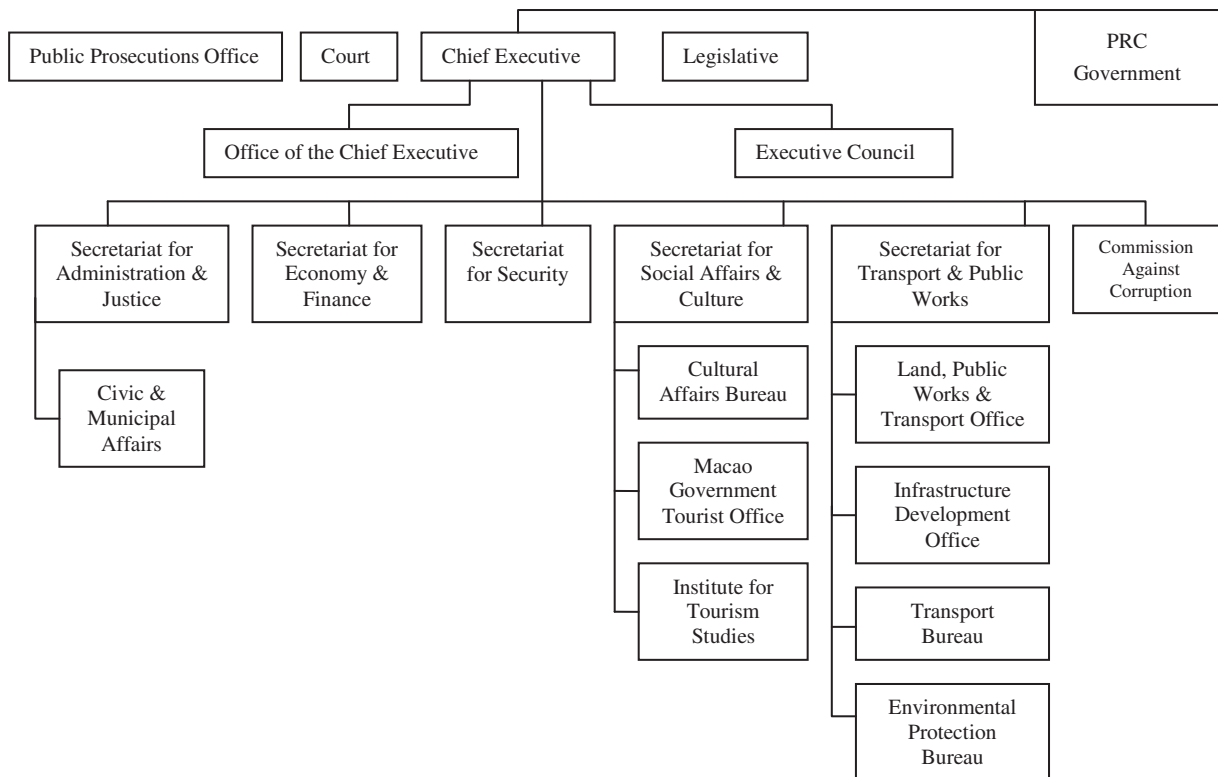 Public Prosecutions Office
Court
Chief Executive
Legislative
PRC
Government
Office of the Chief Executive
Executive Council
Secretariat for
Administration &
Justice
Secretariat for
Economy &
Finance
Secretariat
for Security
Secretariat for
Social Affairs &
Culture
Secretariat for
Transport & Public
Works
Commission
Against
Corruption
Civic &
Municipal
Affairs
Cultural
Affairs Bureau
Macao
Government
Tourist Office
Institute for
Tourism
Studies
Land, Public
Works &
Transport Office
Infrastructure
Development
Office
Transport
Bureau
Environmental
Protection
Bureau